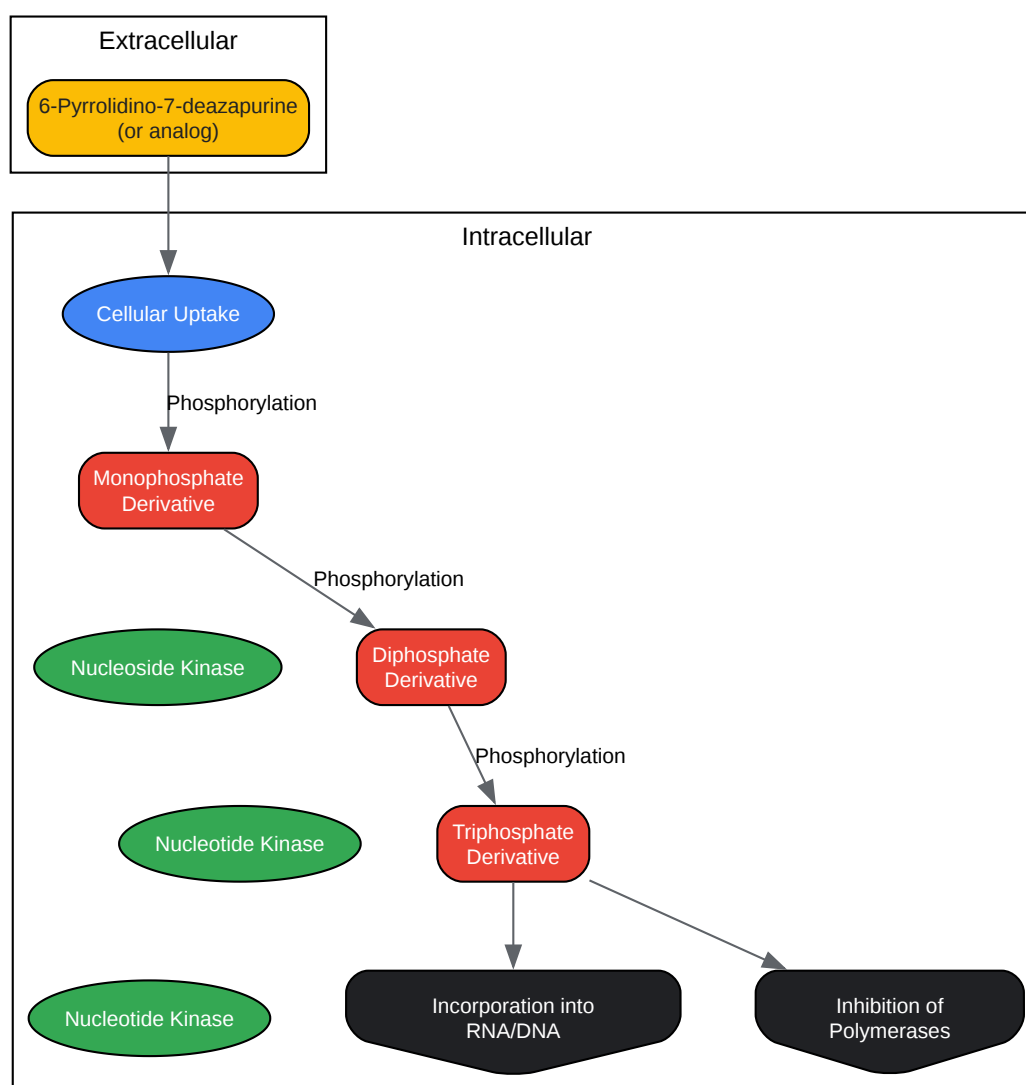 Extracellular
6-Pyrrolidino-7-deazapurine
(or analog)
Intracellular
Cellular Uptake
Phosphorylation
Monophosphate
Derivative
Phosphorylation
Nucleoside Kinase
Diphosphate
Derivative
Phosphorylation
Nucleotide Kinase
Triphosphate
Derivative
Nucleotide Kinase
Incorporation into
RNA/DNA
Inhibition of
Polymerases